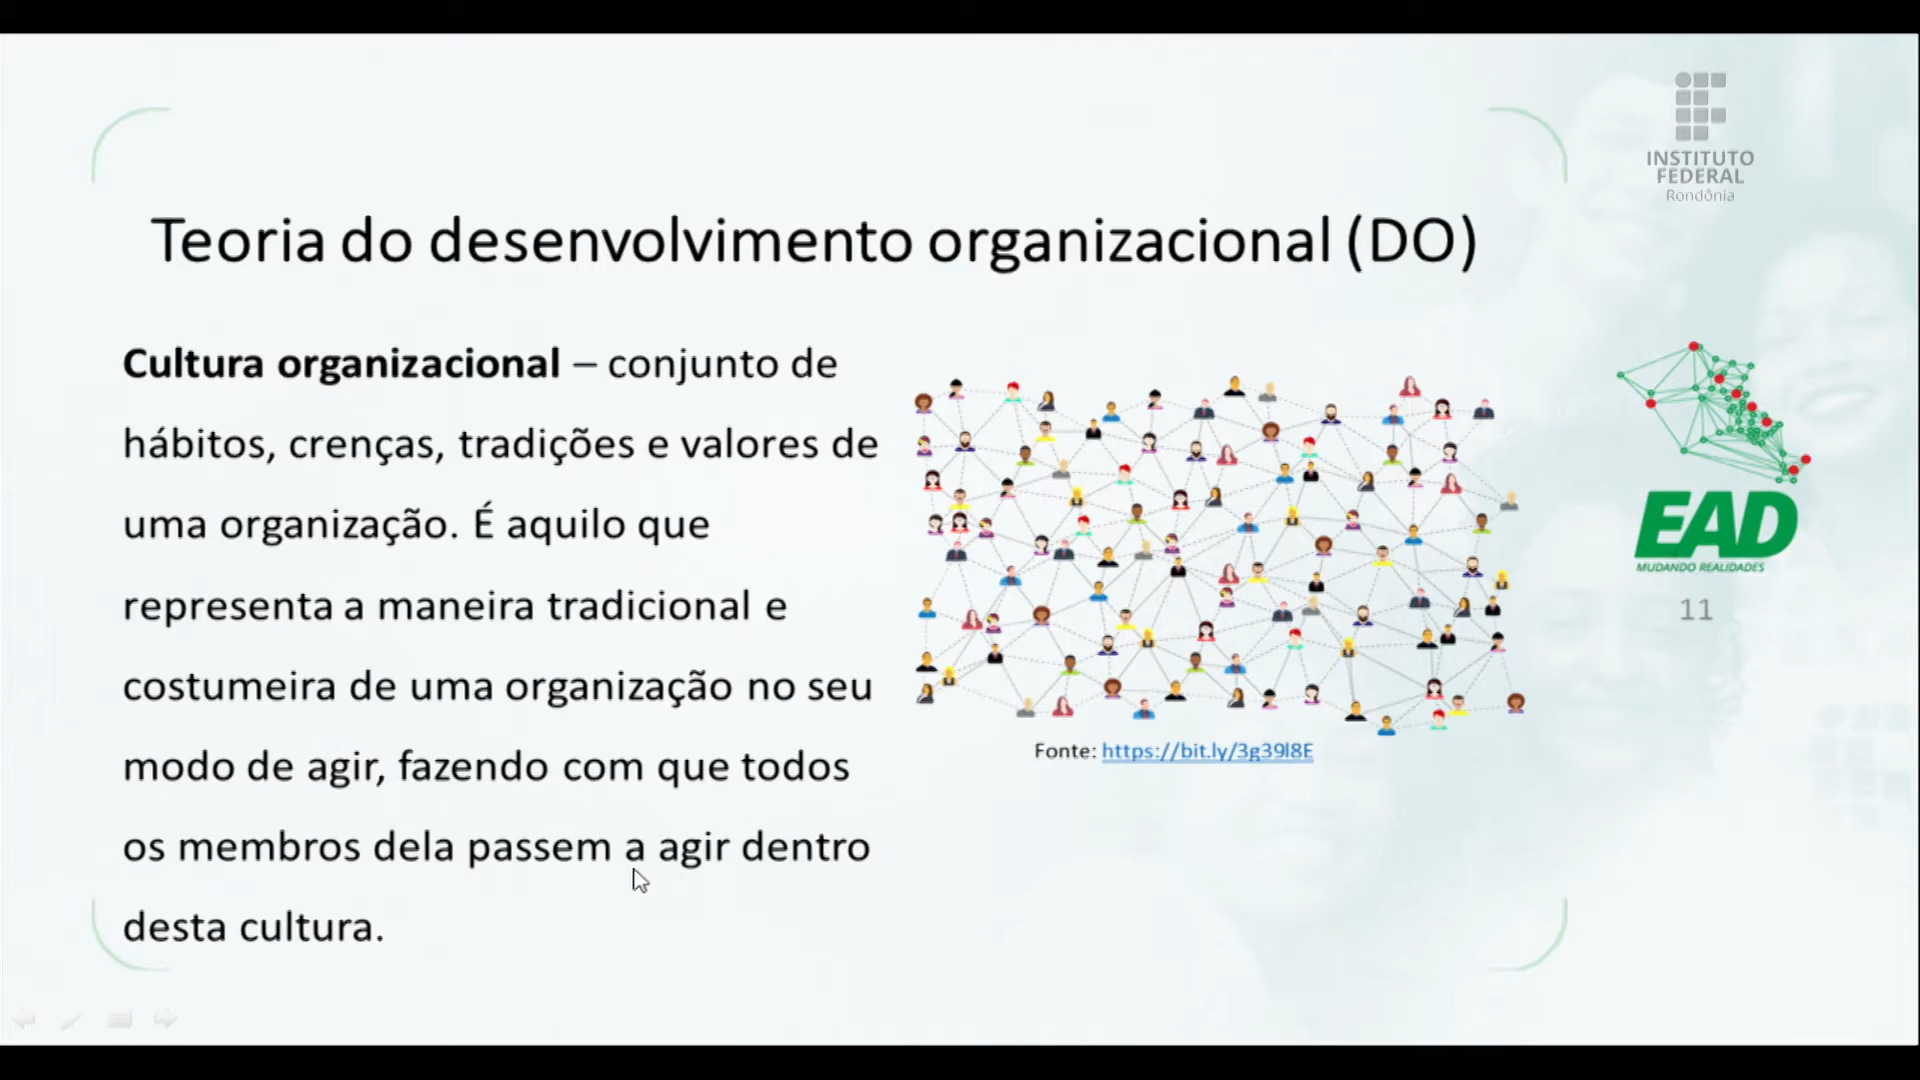 INSTITUTO
FEDERAL
Rondônia
Teoria do desenvolvimento organizacional (DO)
Cultura organizacional – conjunto de
hábitos, crenças, tradições e valores de
uma organização. É aquilo que
representa a maneira tradicional e
costumeira de uma organização no seu
modo de agir, fazendo com que todos
os membros dela passem a agir dentro
desta cultura.
Fonte: https://bit.ly/3g39l8E
EAD
MUDANDO REALIDADES
11